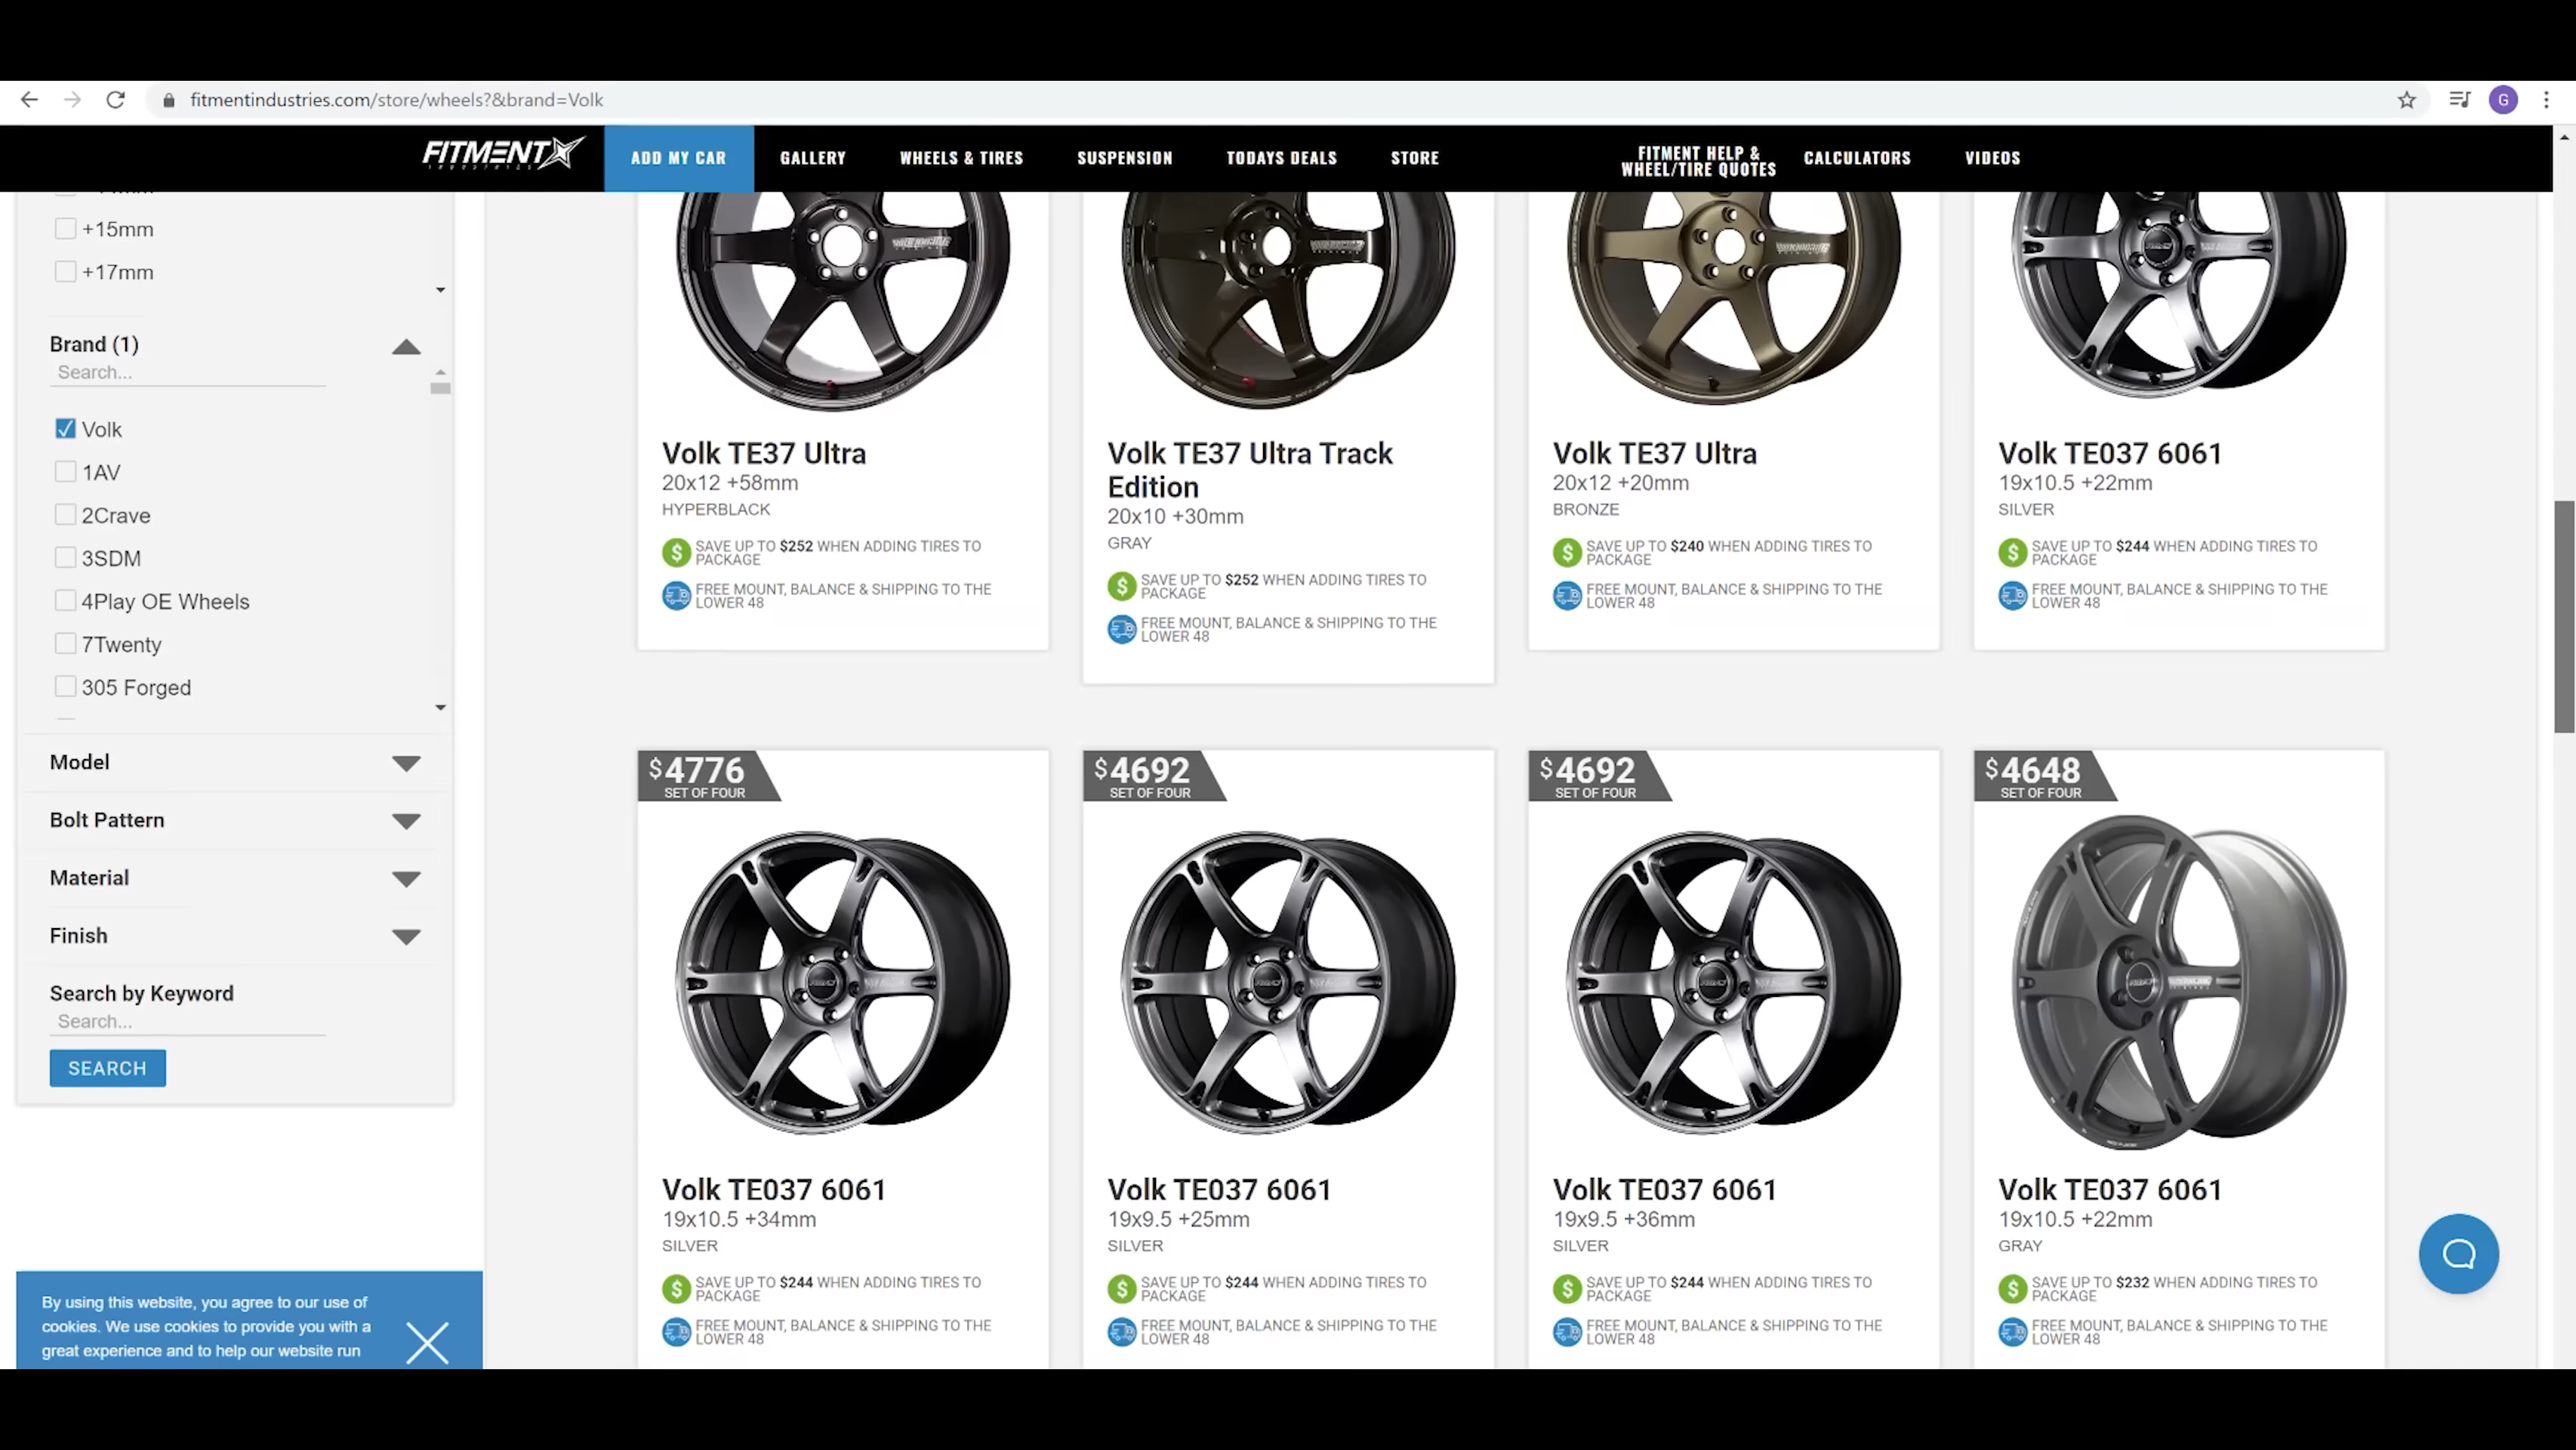 fitmentindustries.com/store/wheels?&brand=Volk
G
FITMENT
INDUSTRIES
ADD MY CAR
GALLERY
WHEELS & TIRES
SUSPENSION
TODAYS DEALS
STORE
FITMENT HELP &
WHEEL/TIRE QUOTES
CALCULATORS
VIDEOS
+15mm
+17mm
Brand (1)
Search...
Volk
1AV
2Crave
3SDM
4Play OE Wheels
7Twenty
305 Forged
Model
Bolt Pattern
Material
Finish
Search by Keyword
Search...
SEARCH
By using this website, you agree to our use of
cookies. We use cookies to provide you with a
great experience and to help our website run
Volk TE37 Ultra
20x12 +58mm
HYPERBLACK
SAVE UP TO $252 WHEN ADDING TIRES TO
PACKAGE
FREE MOUNT, BALANCE & SHIPPING TO THE
LOWER 48
Volk TE37 Ultra Track
Edition
20x10 +30mm
GRAY
SAVE UP TO $252 WHEN ADDING TIRES TO
PACKAGE
FREE MOUNT, BALANCE & SHIPPING TO THE
LOWER 48
Volk TE37 Ultra
20x12 +20mm
BRONZE
SAVE UP TO $240 WHEN ADDING TIRES TO
PACKAGE
FREE MOUNT, BALANCE & SHIPPING TO THE
LOWER 48
Volk TE037 6061
19x10.5 +22mm
SILVER
SAVE UP TO $244 WHEN ADDING TIRES TO
PACKAGE
FREE MOUNT, BALANCE & SHIPPING TO THE
LOWER 48
$4776
SET OF FOUR
Volk TE037 6061
19x10.5 +34mm
SILVER
SAVE UP TO $244 WHEN ADDING TIRES TO
PACKAGE
FREE MOUNT, BALANCE & SHIPPING TO THE
LOWER 48
$4692
SET OF FOUR
Volk TE037 6061
19x9.5 +25mm
SILVER
SAVE UP TO $244 WHEN ADDING TIRES TO
PACKAGE
FREE MOUNT, BALANCE & SHIPPING TO THE
LOWER 48
$4692
SET OF FOUR
Volk TE037 6061
19x9.5 +36mm
SILVER
SAVE UP TO $244 WHEN ADDING TIRES TO
PACKAGE
FREE MOUNT, BALANCE & SHIPPING TO THE
LOWER 48
$4648
SET OF FOUR
Volk TE037 6061
19x10.5 +22mm
GRAY
SAVE UP TO $232 WHEN ADDING TIRES TO
PACKAGE
FREE MOUNT, BALANCE & SHIPPING TO THE
LOWER 48